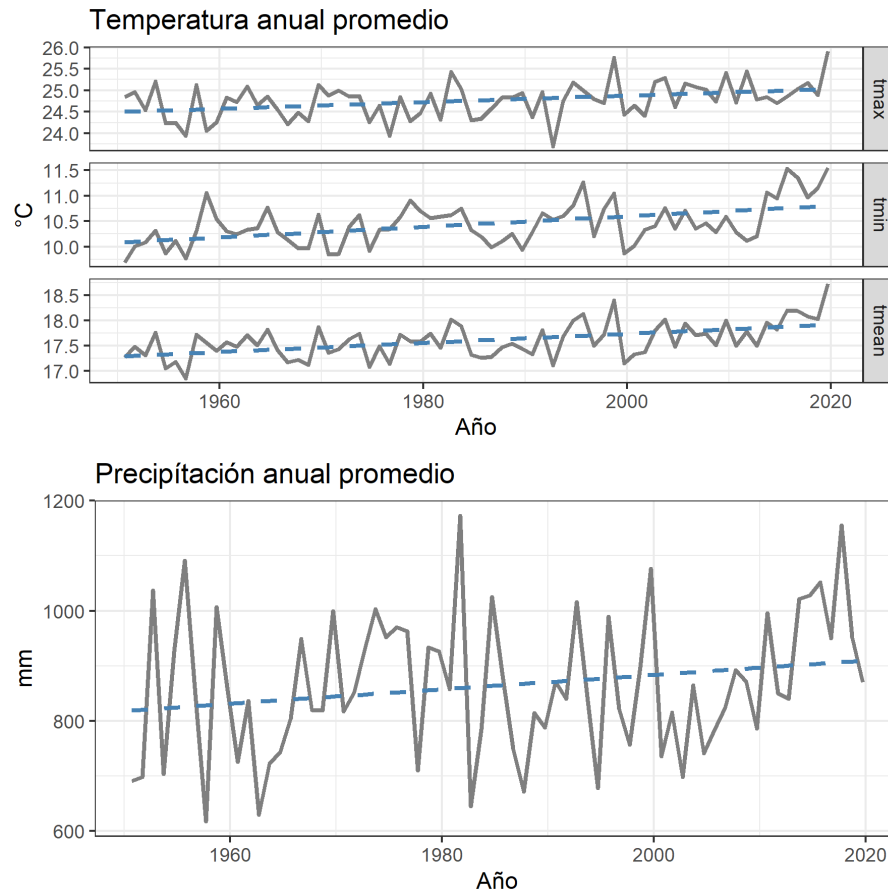 Temperatura anual promedio
°C
26.0
25.5
25.0
24.5
24.0
tmax
11.5
11.0
10.5
10.0
tmin
18.5
18.0
17.5
17.0
tmean
1960 1980 2000 2020
Año
Precipítación anual promedio
mm
1200
1000
800
600
1960 1980 2000 2020
Año